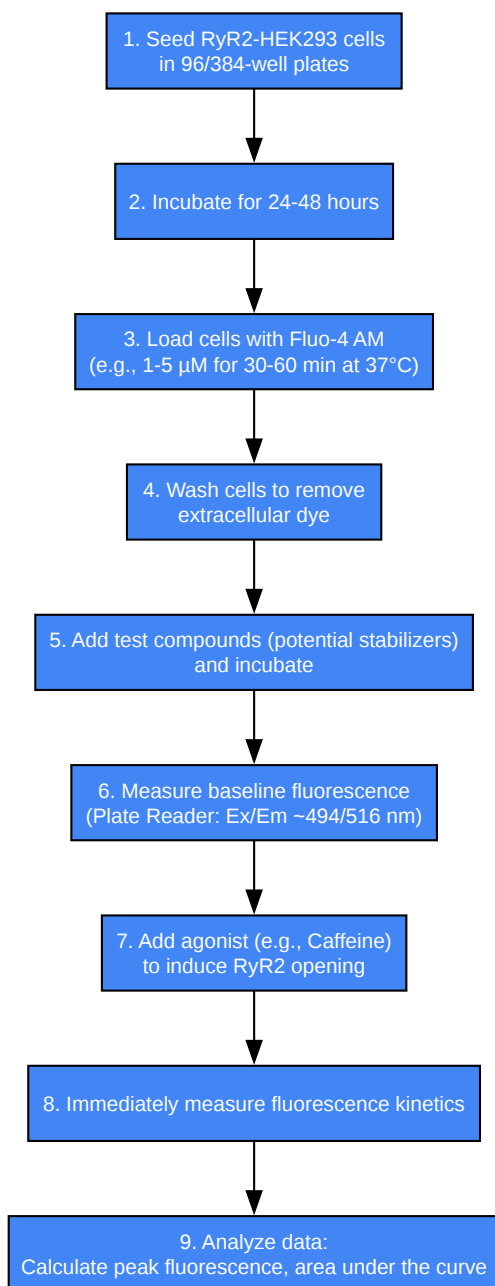 1. Seed RyR2-HEK293 cells
in 96/384-well plates
2. Incubate for 24-48 hours
3. Load cells with Fluo-4 AM
(e.g., 1-5 µM for 30-60 min at 37°C)
4. Wash cells to remove
extracellular dye
5. Add test compounds (potential stabilizers)
and incubate
6. Measure baseline fluorescence
(Plate Reader: Ex/Em ~494/516 nm)
7. Add agonist (e.g., Caffeine)
to induce RyR2 opening
8. Immediately measure fluorescence kinetics
9. Analyze data:
Calculate peak fluorescence, area under the curve